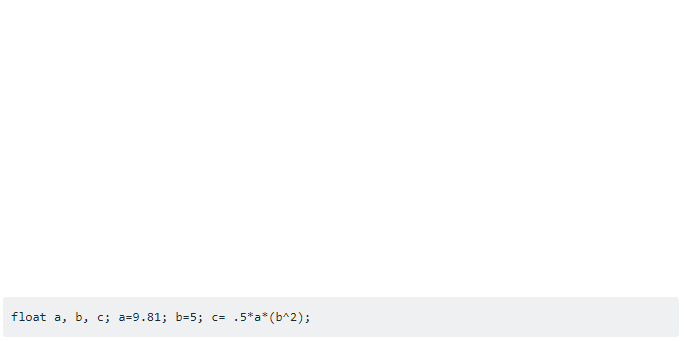 float a, b, c; a=9.81; b=5; c= .5*a*(b^2);